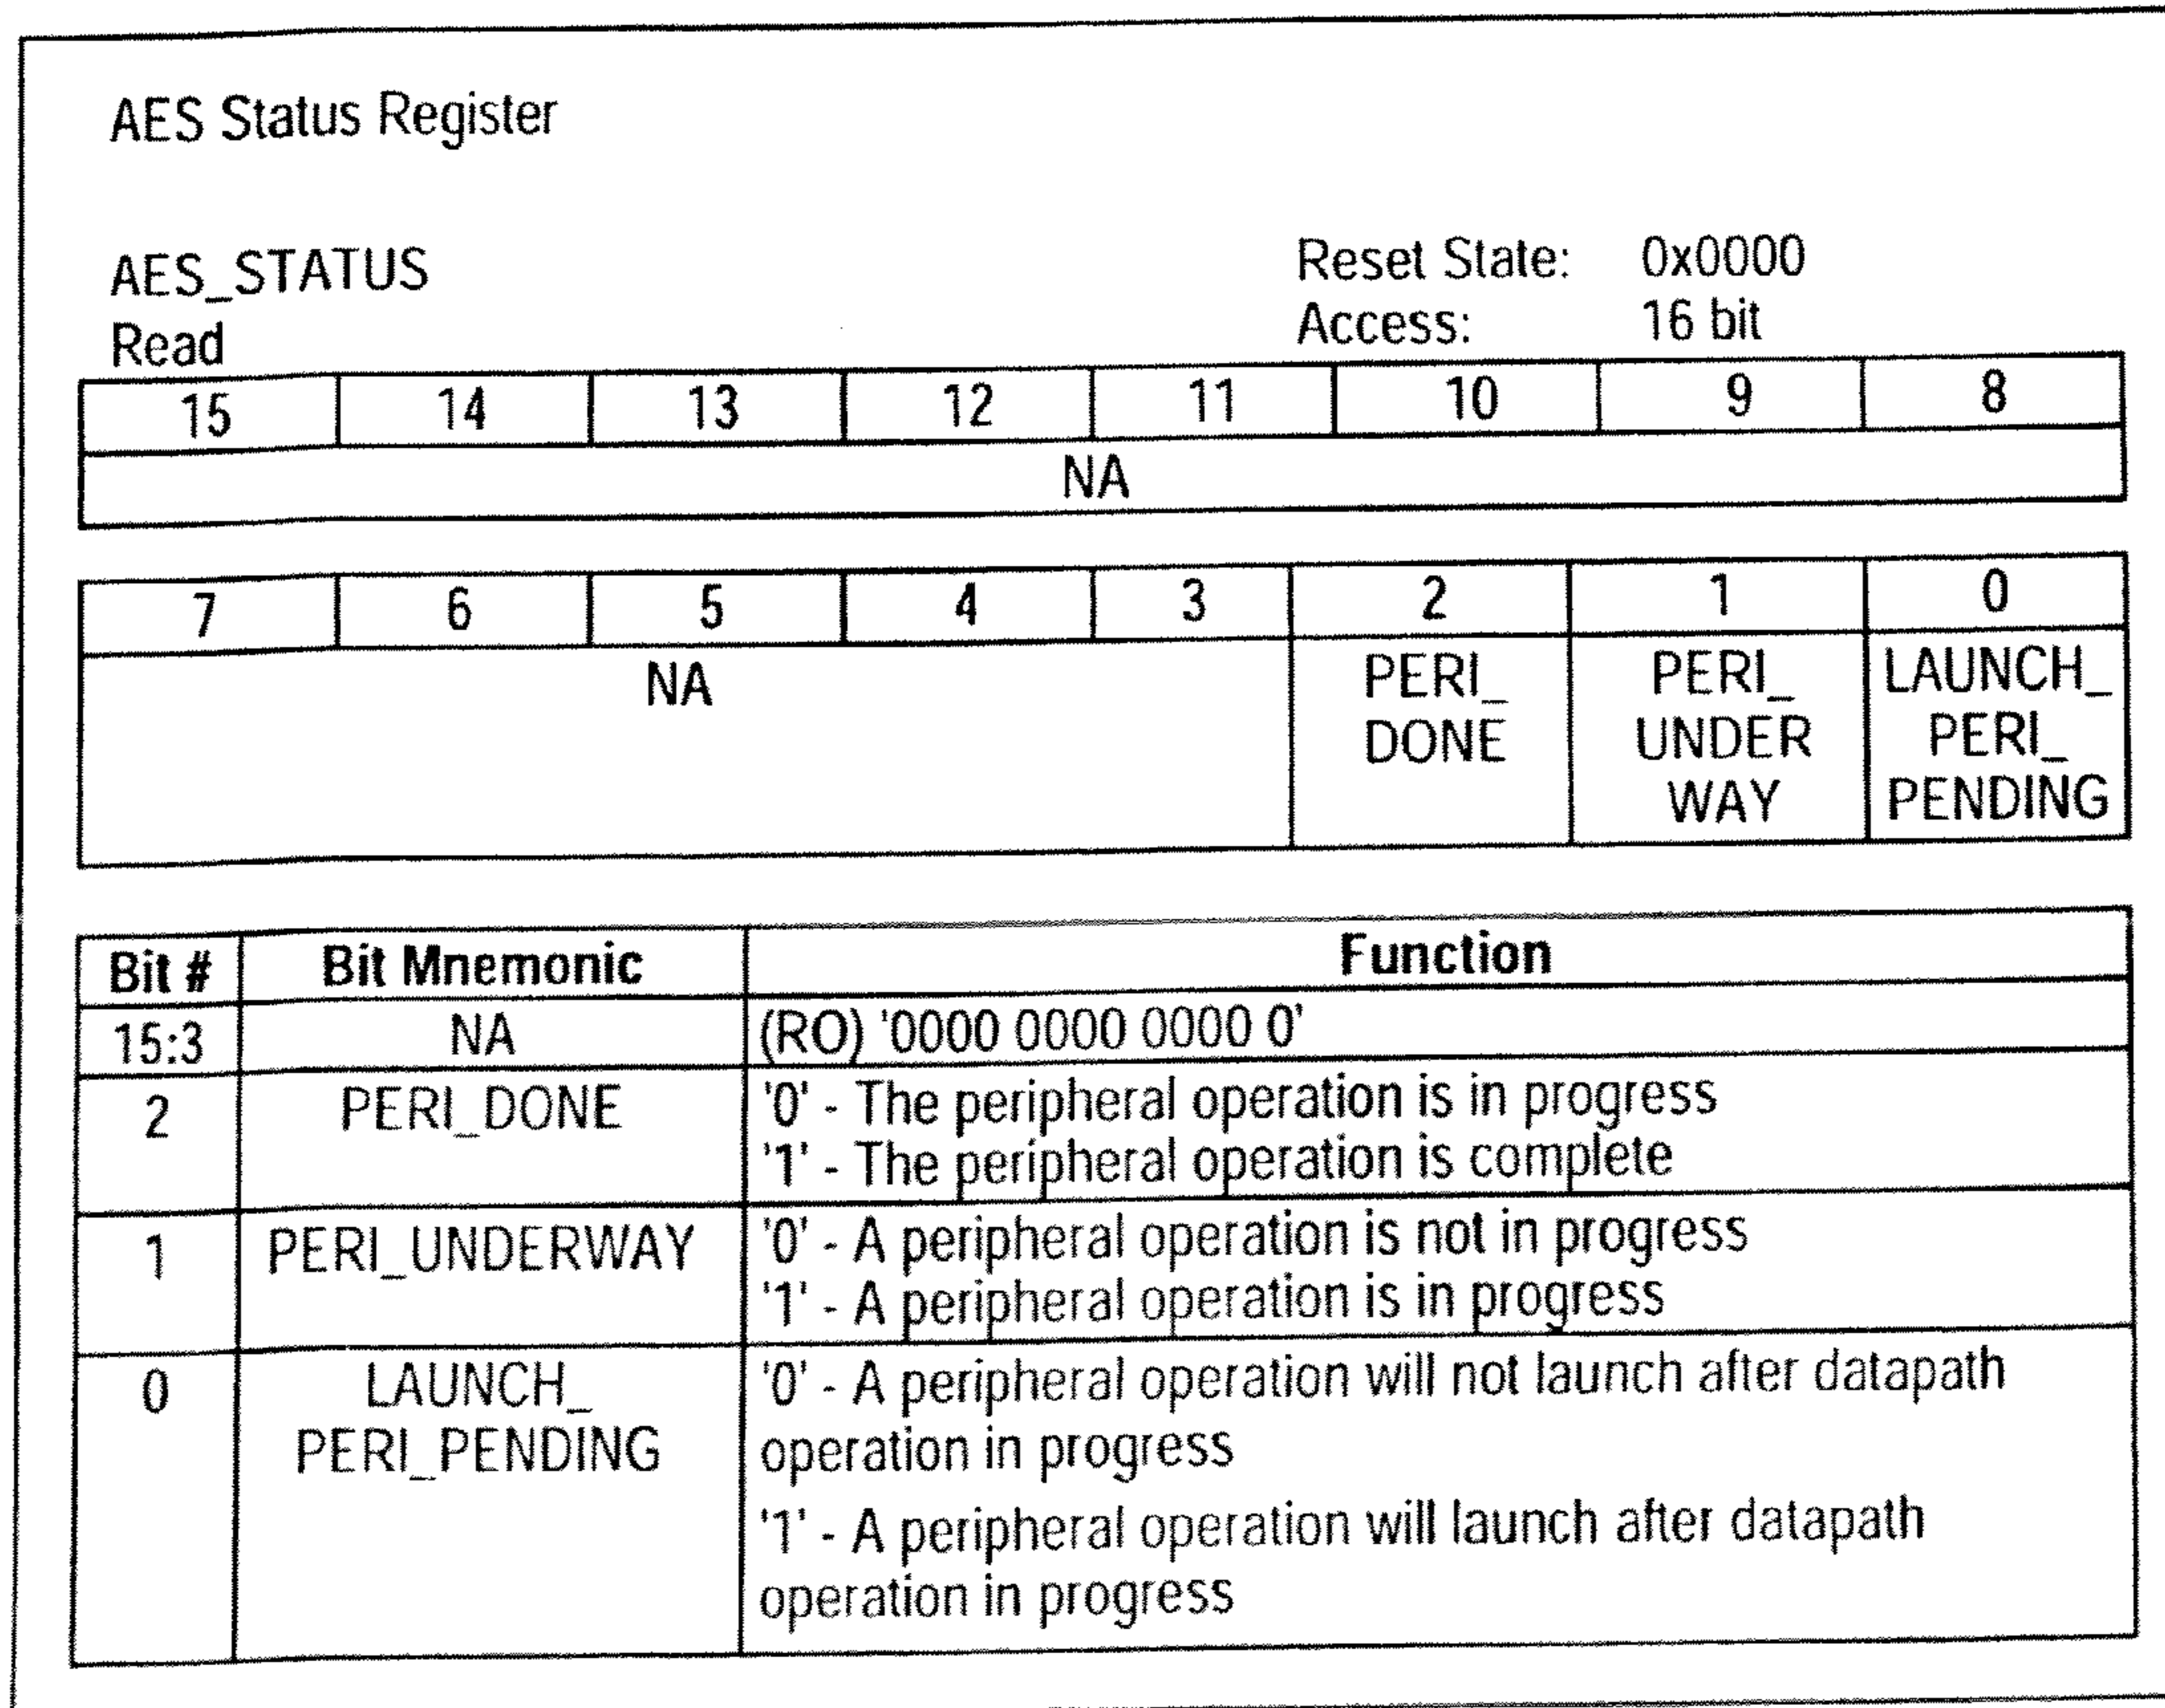 AES Status Register
AES_STATUS
Reset State: 0x0000
Read
Access: 16 bit
15 14 13 12 11 10 9 8
NA
7 6 5 4 3 2 1 0
NA
PERI_
DONE
PERI_
UNDER
WAY
LAUNCH_
PERI_
PENDING
Bit # Bit Mnemonic Function
15:3 NA (RO) '0000 0000 0000 0'
2 PERI_DONE '0' - The peripheral operation is in progress
'1' - The peripheral operation is complete
1 PERI_UNDERWAY '0' - A peripheral operation is not in progress
'1' - A peripheral operation is in progress
0 LAUNCH_
PERI_PENDING
'0' - A peripheral operation will not launch after datapath
operation in progress
'1' - A peripheral operation will launch after datapath
operation in progress